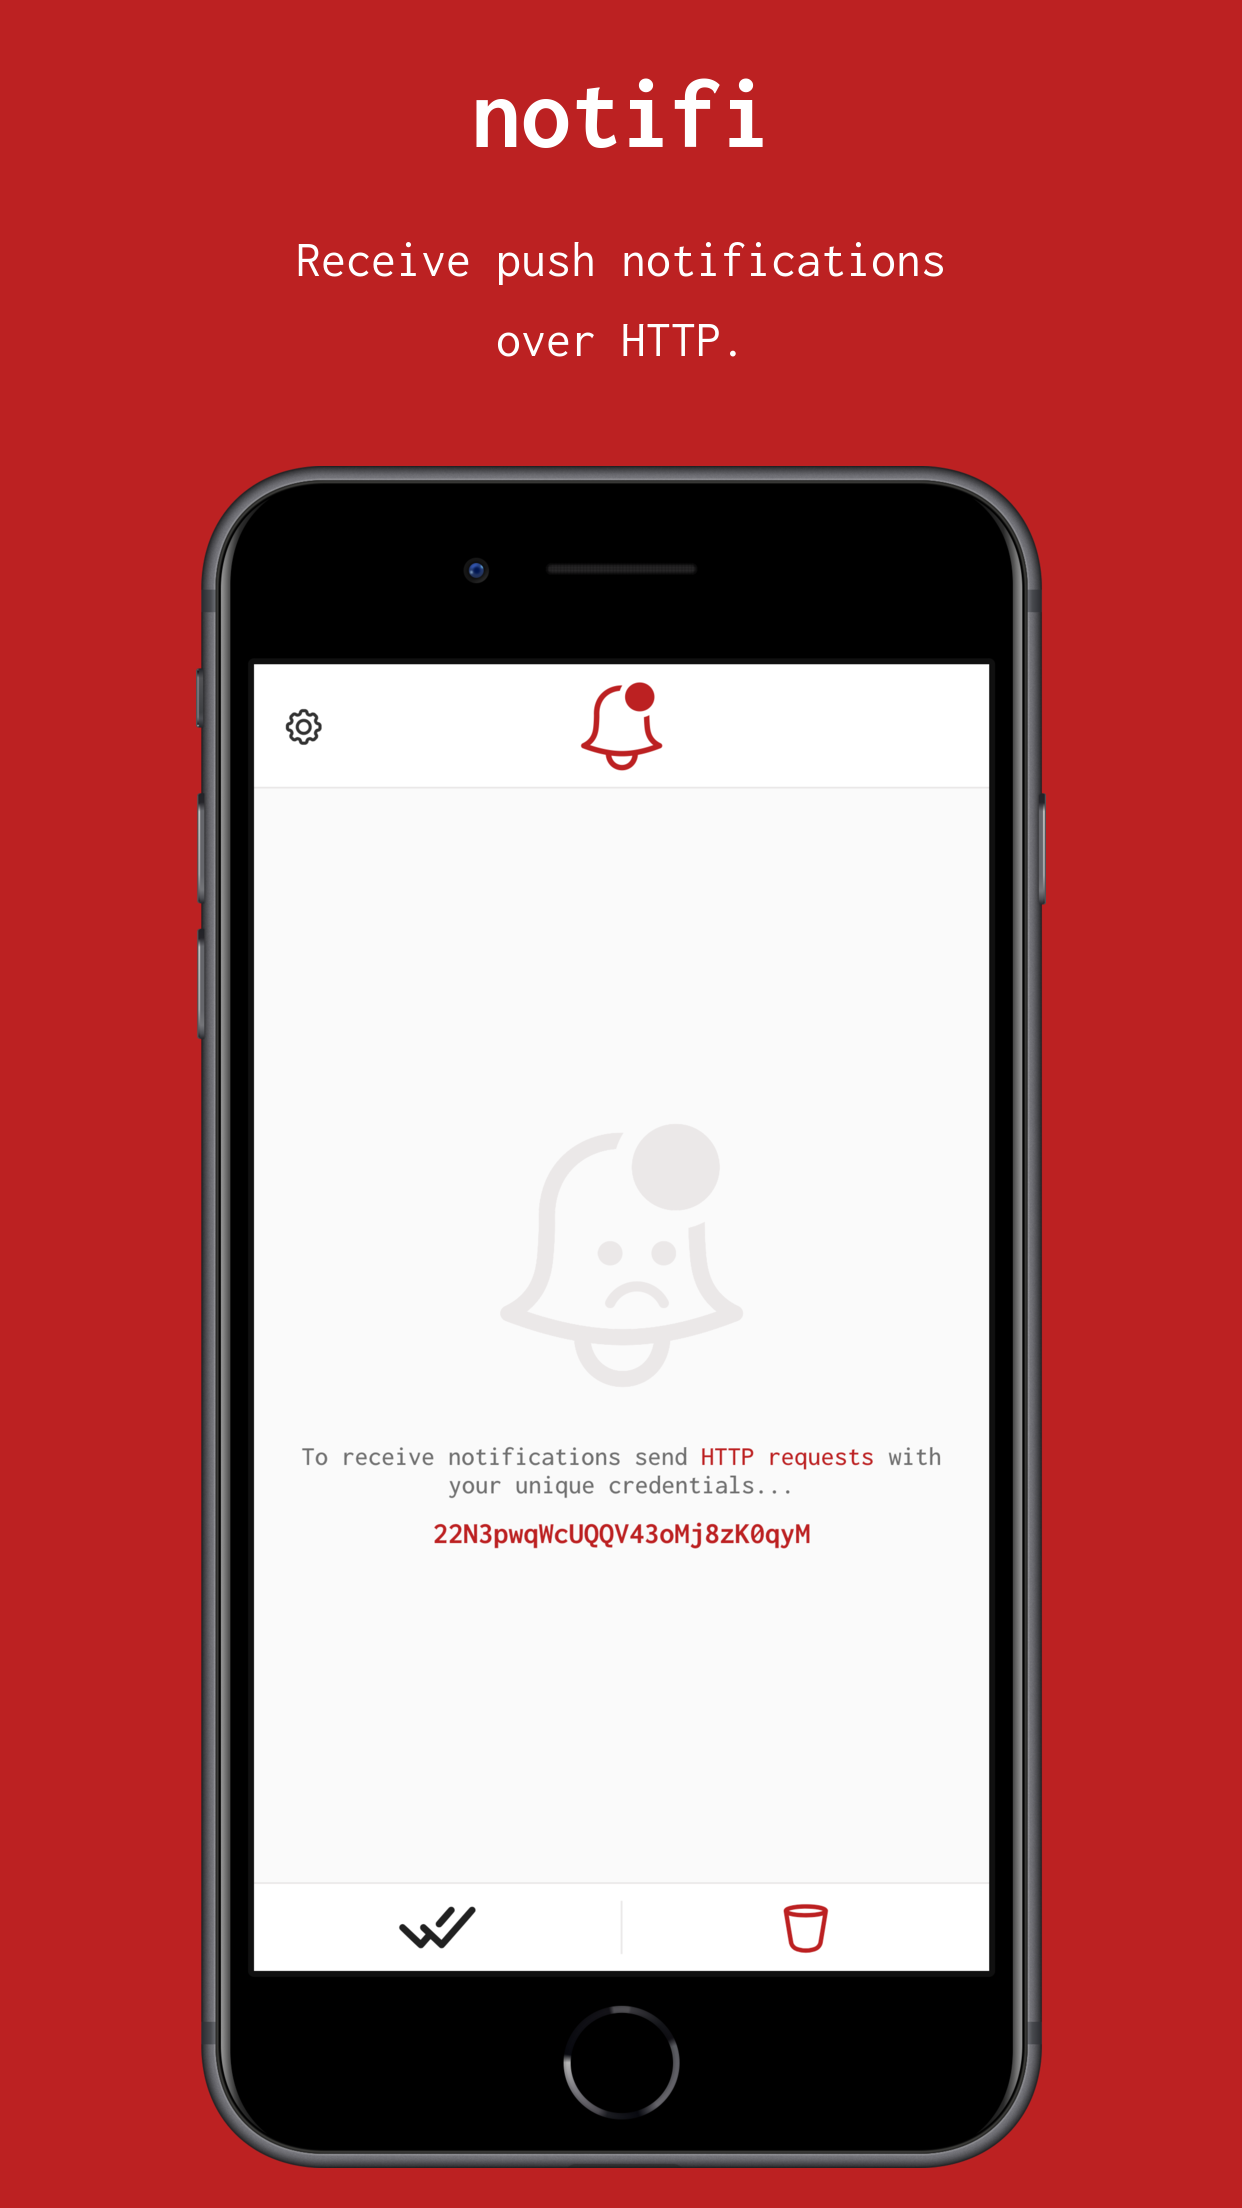 notifi
Receive push notifications
over HTTP.
To receive notifications send HTTP requests with
your unique credentials...
22N3pwqWcUQQV43oMj8zK0qyM